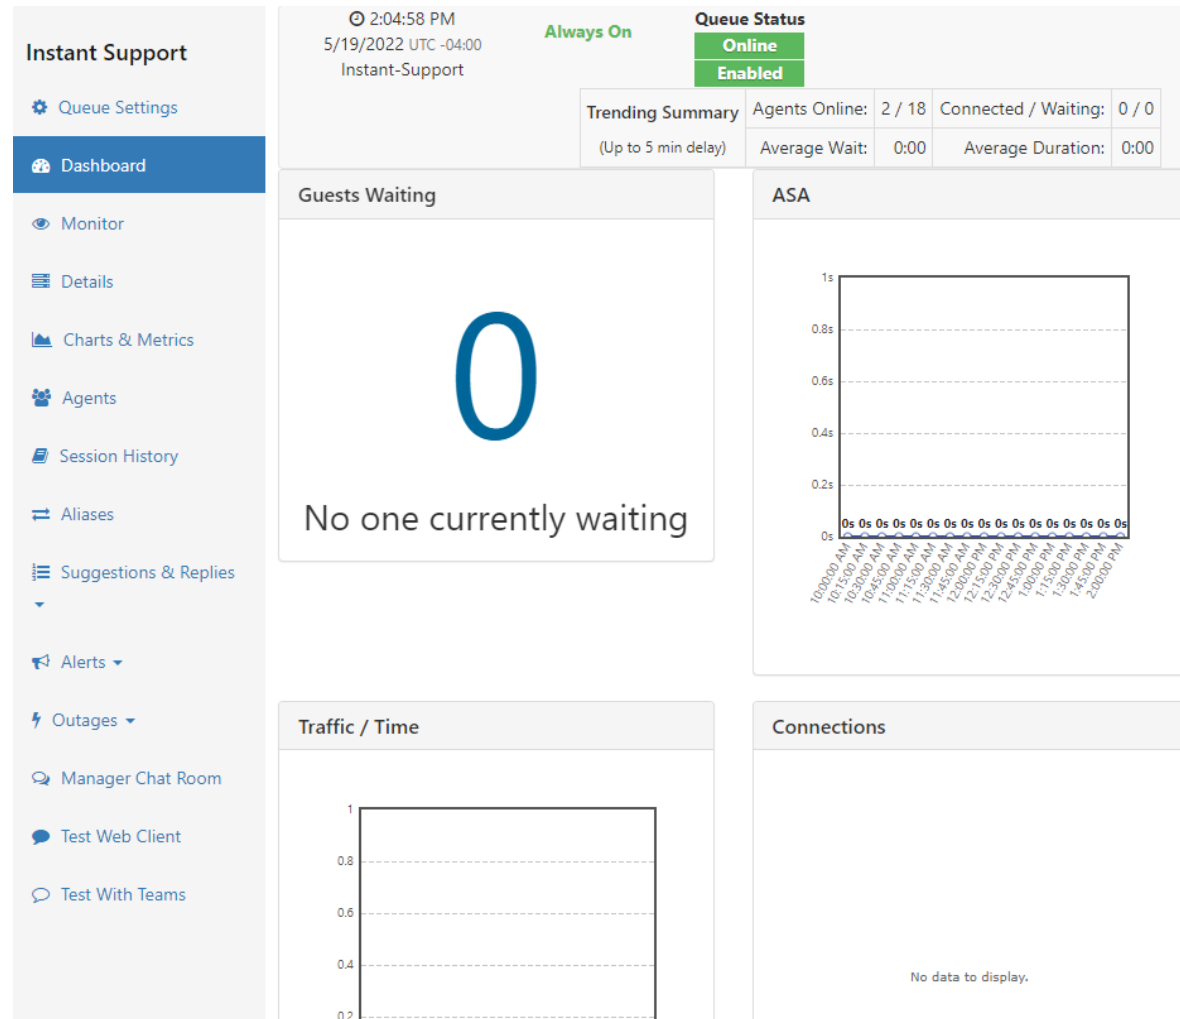 Instant Support
Queue Settings
Dashboard
Monitor
Details
Charts & Metrics
Agents
Session History
Aliases
Suggestions & Replies
Alerts
Outages
Manager Chat Room
Test Web Client
Test With Teams
2:04:58 PM
5/19/2022 UTC -04:00
Instant-Support
Always On
Queue Status
Online
Enabled
Trending Summary
(Up to 5 min delay)
Agents Online: 2 / 18 Connected / Waiting: 0 / 0
Average Wait: 0:00 Average Duration: 0:00
Guests Waiting
0
No one currently waiting
ASA
1s
0.8s
0.6s
0.4s
0.2s
0s
0s 0s 0s 0s 0s 0s 0s 0s 0s 0s 0s 0s 0s 0s 0s 0s 0s
10:00:00 AM
10:15:00 AM
10:30:00 AM
10:45:00 AM
11:00:00 AM
11:15:00 AM
11:30:00 AM
11:45:00 AM
12:00:00 PM
12:15:00 PM
12:30:00 PM
12:45:00 PM
1:00:00 PM
1:15:00 PM
1:30:00 PM
1:45:00 PM
2:00:00 PM
Traffic / Time
1
0.8
0.6
0.4
0.2
Connections
No data to display.